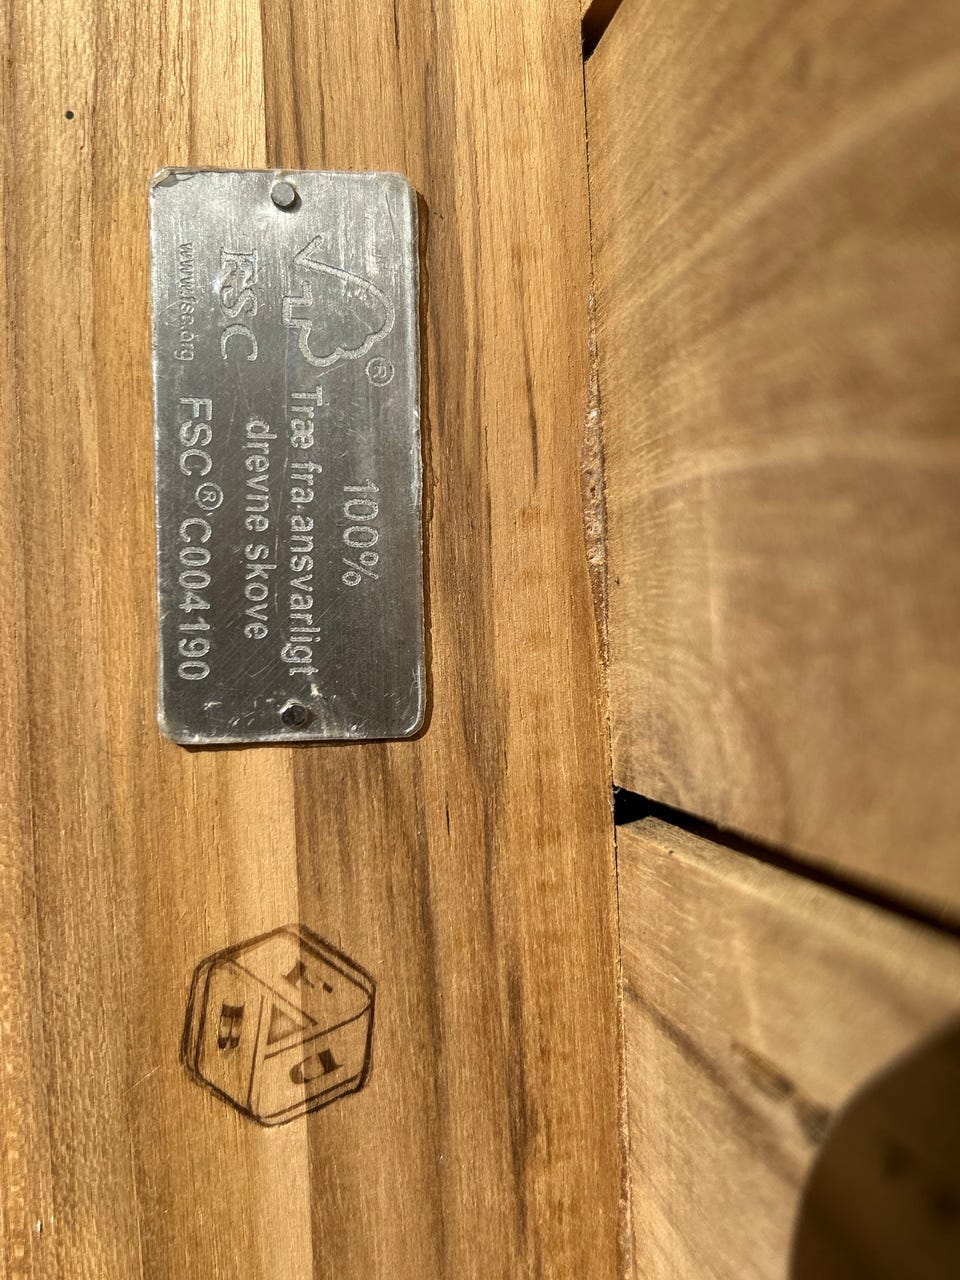 100%
Træ fra ansvarligt
drevne skove
FSC
www.fsc.org
FSC® C004190